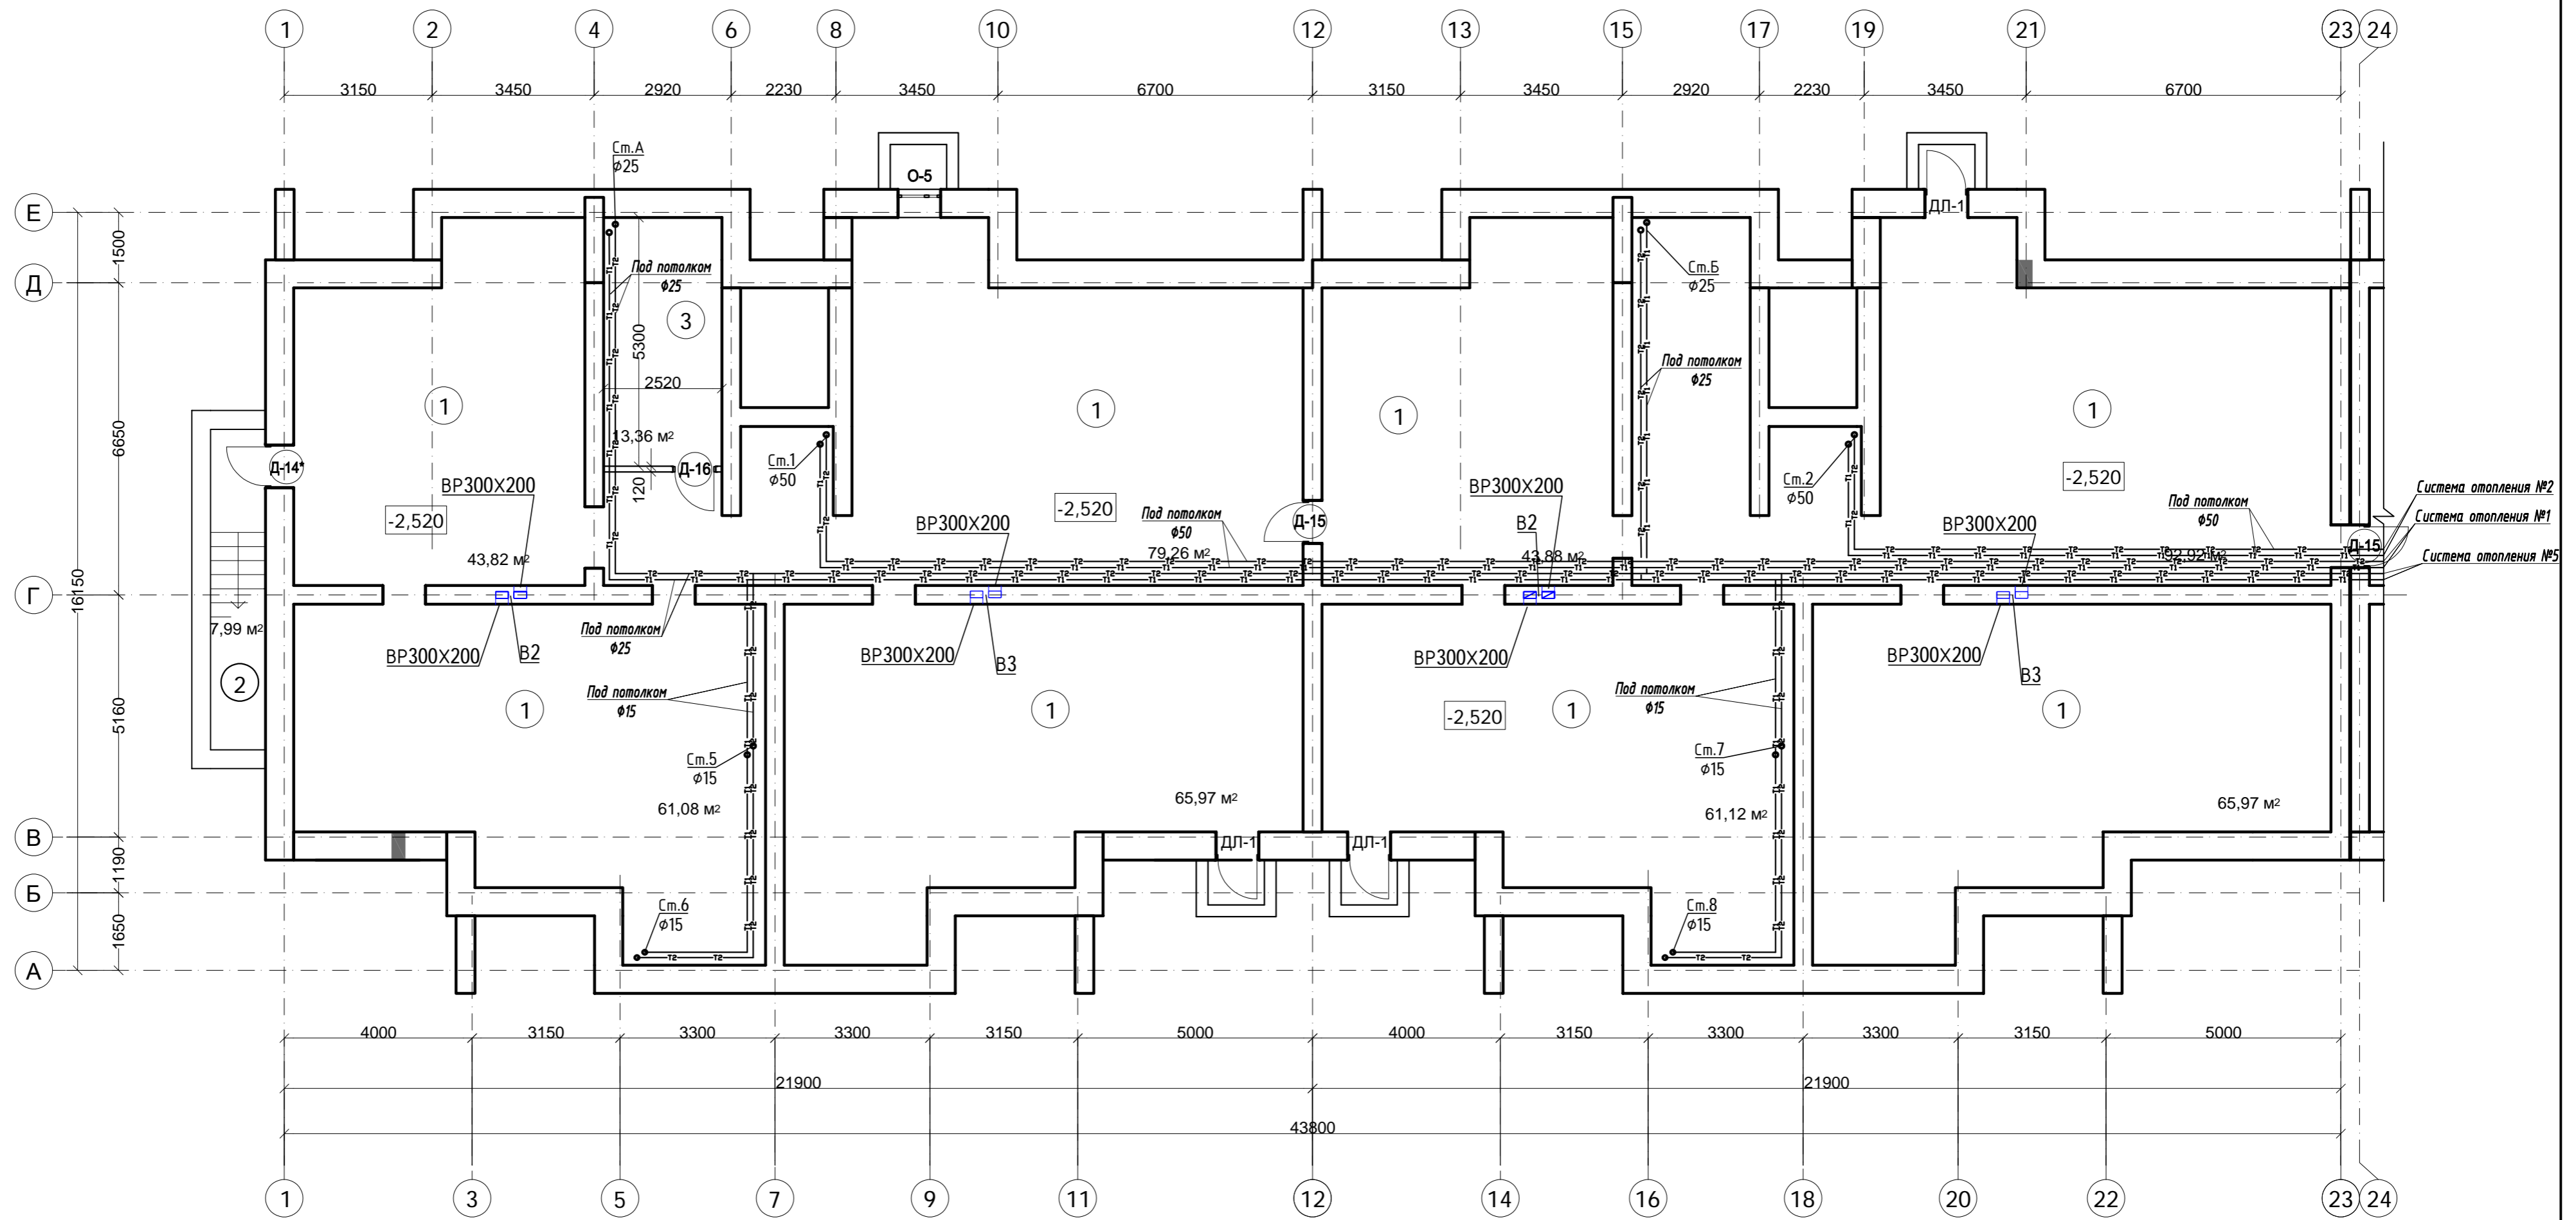 1 2 4 6 8 10 12 13 15 17 19 21 23 24
3150 3450 2920 2230 3450 6700 3150 3450 2920 2230 3450 6700
Ст.А
ф25
О-5
ДЛ-1
Е
1500
Д
Под потолком
ф25
Ст.Б
ф25
3
5300
2520
Под потолком
ф25
1
1
1
1
6650
13,36 м2
Д-16
120
Д-14*
Ст.1
ф50
Ст.2
ф50
ВР300Х200
ВР300Х200
ВР300Х200
ВР300Х200
-2,520
-2,520
-2,520
В2
Д-15
Д-15
Под потолком
ф50
Под потолком
ф50
Система отопления №2
Система отопления №1
Система отопления №5
43,82 м2
79,26 м2
43,88 м2
16150
Г
7,99 м2
2
Под потолком
ф25
ВР300Х200
В2
ВР300Х200
В3
ВР300Х200
ВР300Х200
В3
Под потолком
ф15
Под потолком
ф15
5160
1
1
-2,520
1
1
Ст.5
ф15
Ст.7
ф15
61,08 м2
65,97 м2
61,12 м2
65,97 м2
В
ДЛ-1
ДЛ-1
1190
Б
Ст.6
ф15
Ст.8
ф15
1650
А
4000 3150 3300 3300 3150 5000 4000 3150 3300 3300 3150 5000
21900 21900
43800
1 3 5 7 9 11 12 14 16 18 20 22 23 24